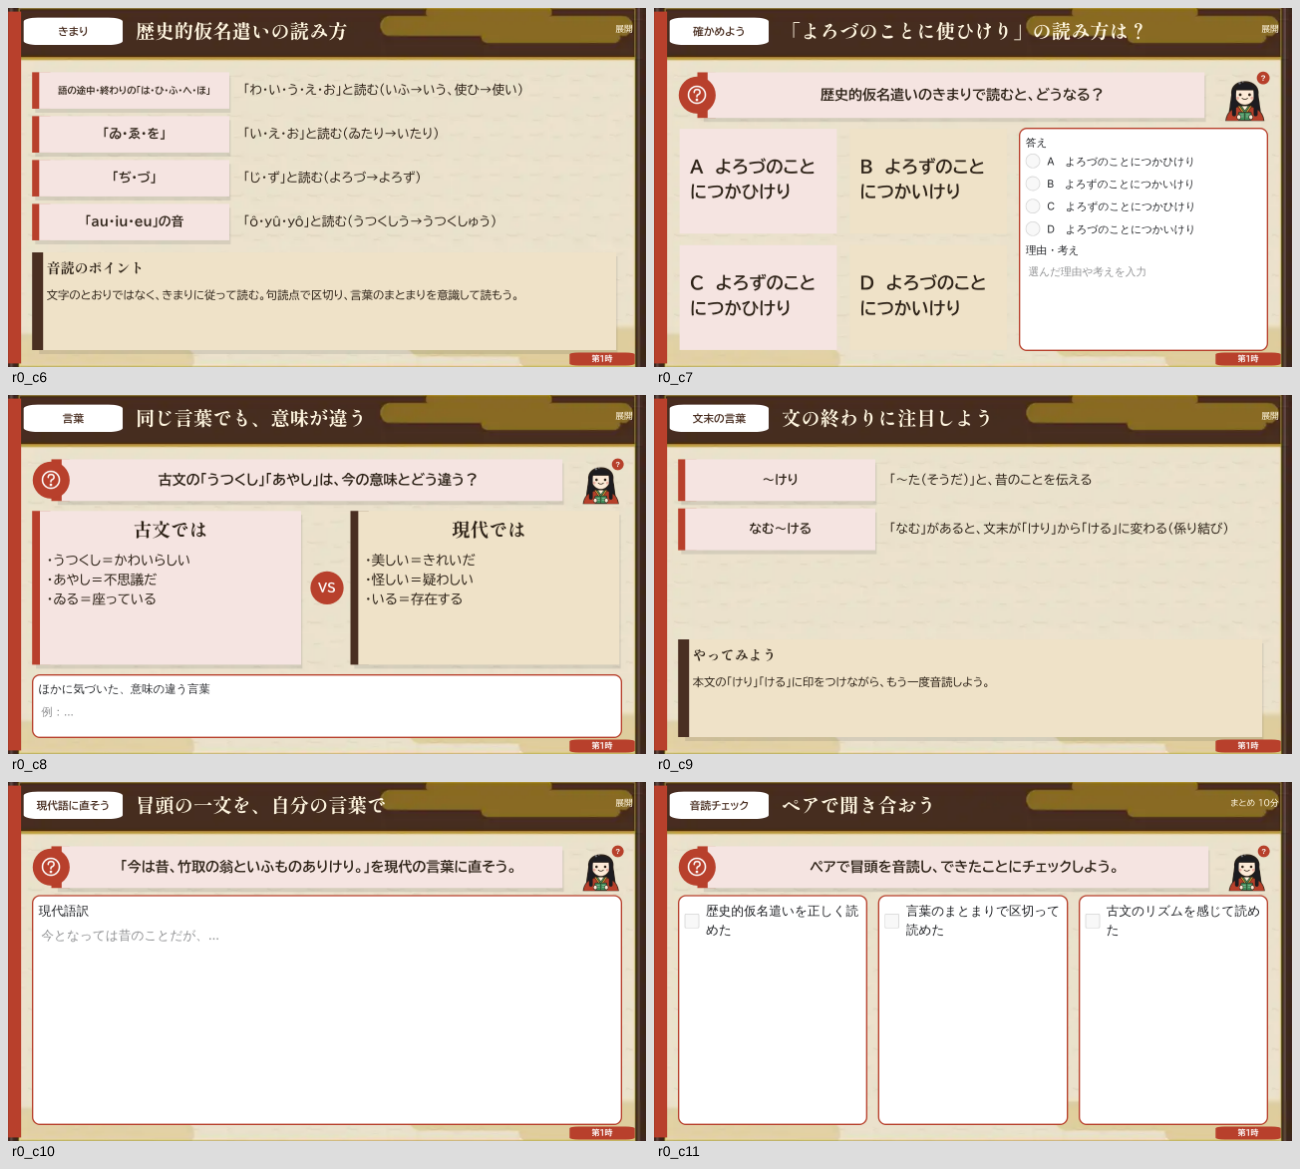 きまり
歴史的仮名遣いの読み方
展開
語の途中・終わりの「は・ひ・ふ・へ・ほ」
「わ・い・う・え・お」と読む(いふ→いう、使ひ→使い)
「ゐ・ゑ・を」
「い・え・お」と読む(ゐたり→いたり)
「ぢ・づ」
「じ・ず」と読む(よろづ→よろず)
「au・iu・eu」の音
「ô・yû・yô」と読む(うつくしう→うつくしゅう)
音読のポイント
文字のとおりではなく、きまりに従って読む。句読点で区切り、言葉のまとまりを意識して読もう。
第1時
r0_c6
確かめよう
「よろづのことに使ひけり」の読み方は？
展開
?
歴史的仮名遣いのきまりで読むと、どうなる？
?
A よろづのこと
につかひけり
B よろずのこと
につかいけり
C よろずのこと
につかひけり
D よろづのこと
につかいけり
答え
A よろづのことにつかひけり
B よろずのことにつかいけり
C よろずのことにつかひけり
D よろづのことにつかいけり
理由・考え
選んだ理由や考えを入力
第1時
r0_c7
言葉
同じ言葉でも、意味が違う
展開
?
古文の「うつくし」「あやし」は、今の意味とどう違う？
?
古文では
・うつくし＝かわいらしい
・あやし＝不思議だ
・ゐる＝座っている
VS
現代では
・美しい＝きれいだ
・怪しい＝疑わしい
・いる＝存在する
ほかに気づいた、意味の違う言葉
例：...
第1時
r0_c8
文末の言葉
文の終わりに注目しよう
展開
～けり
「～た(そうだ)」と、昔のことを伝える
なむ～ける
「なむ」があると、文末が「けり」から「ける」に変わる(係り結び)
やってみよう
本文の「けり」「ける」に印をつけながら、もう一度音読しよう。
第1時
r0_c9
現代語に直そう
冒頭の一文を、自分の言葉で
展開
?
「今は昔、竹取の翁といふものありけり。」を現代の言葉に直そう。
?
現代語訳
今となっては昔のことだが、...
第1時
r0_c10
音読チェック
ペアで聞き合おう
まとめ 10分
?
ペアで冒頭を音読し、できたことにチェックしよう。
?
歴史的仮名遣いを正しく読
めた
言葉のまとまりで区切って
読めた
古文のリズムを感じて読め
た
第1時
r0_c11